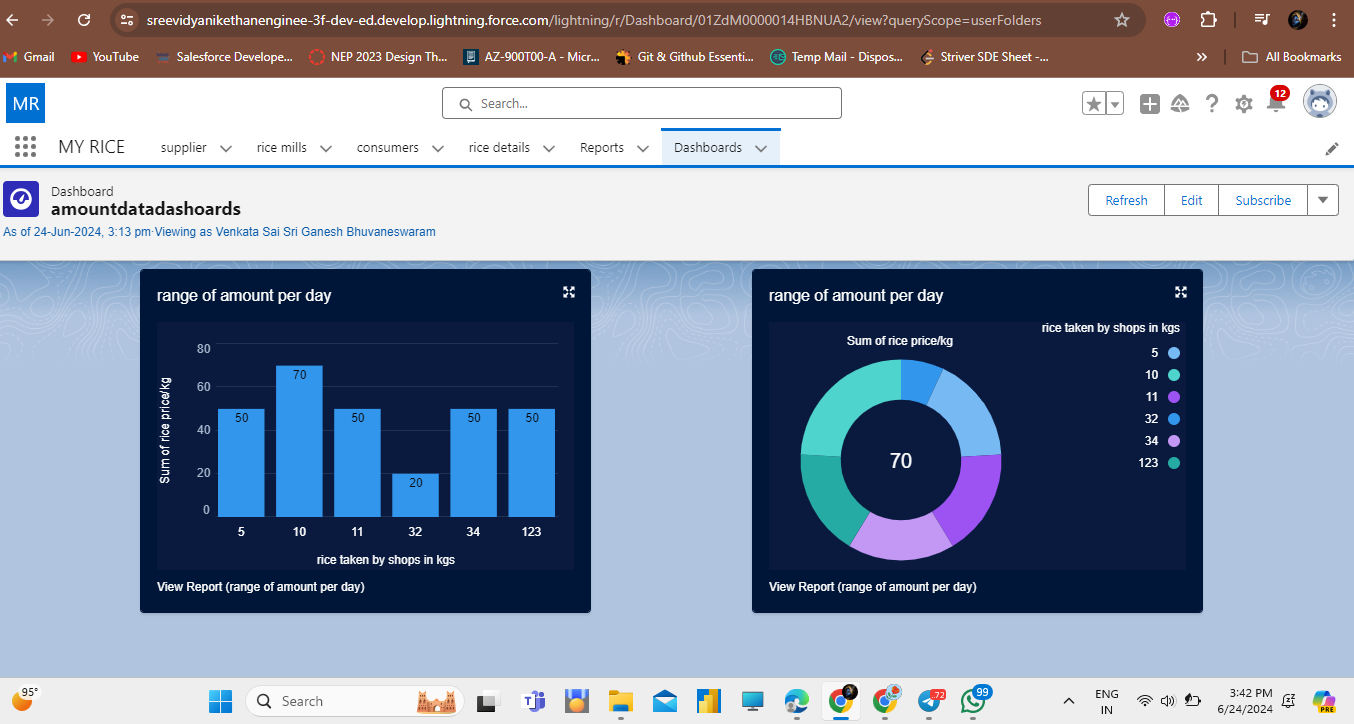 sreevidyanikethanenginee-3f-dev-ed.develop.lightning.force.com/lightning/r/Dashboard/01ZdM0000014HBNUA2/view?queryScope=userFolders
Gmail YouTube Salesforce Develope... NEP 2023 Design Th... AZ-900T00-A - Micr... Git & Github Essenti... Temp Mail - Dispos... Striver SDE Sheet -... » All Bookmarks
MR Search... 12
MY RICE supplier rice mills consumers rice details Reports Dashboards
Dashboard
amountdatadashoards
Refresh Edit Subscribe
As of 24-Jun-2024, 3:13 pm·Viewing as Venkata Sai Sri Ganesh Bhuvaneswaram
range of amount per day
Sum of rice price/kg
80
60
40
20
0
50 70 50 20 50 50
5 10 11 32 34 123
rice taken by shops in kgs
View Report (range of amount per day)
range of amount per day
rice taken by shops in kgs
Sum of rice price/kg
5
10
11
32
34
123
70
View Report (range of amount per day)
95°
Search
72
99
PRE
ENG
IN
3:42 PM
6/24/2024